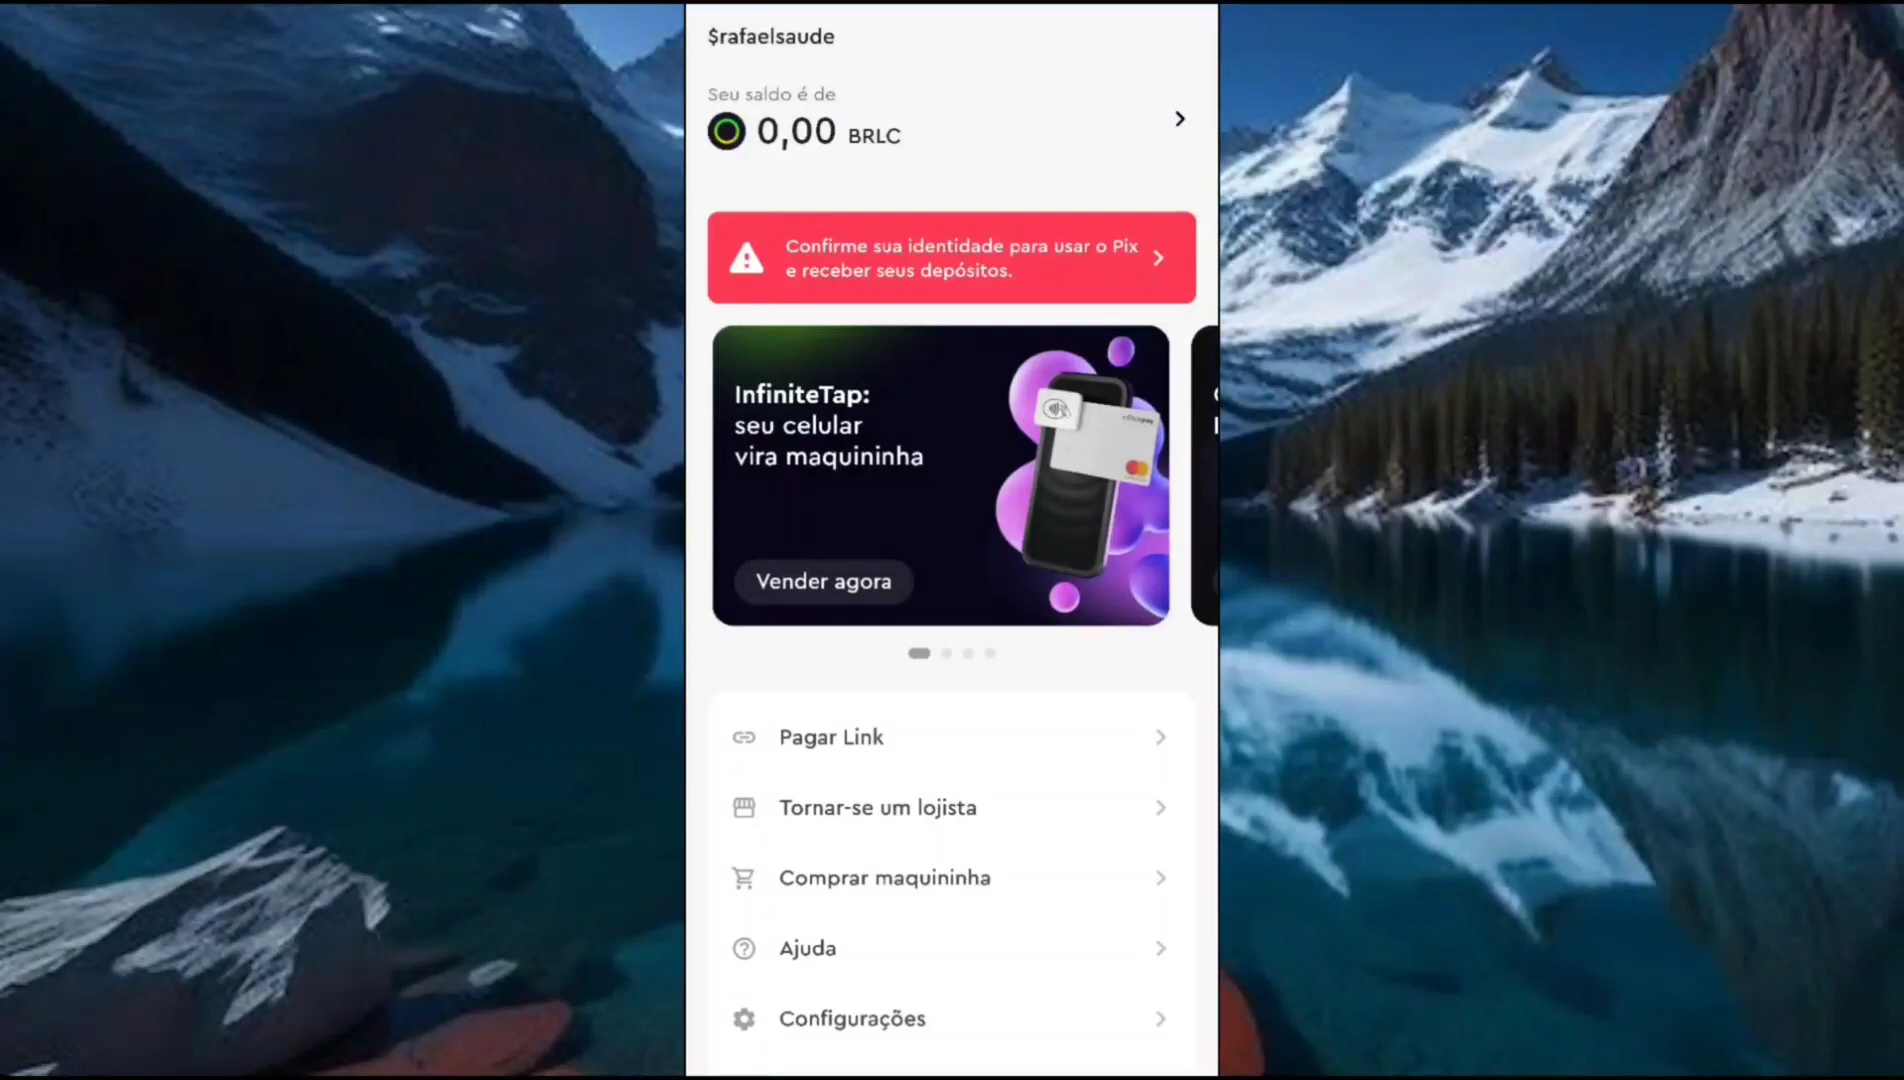 $rafaelsaude
Seu saldo é de
0,00 BRLC
Confirme sua identidade para usar o Pix
e receber seus depósitos.
InfiniteTap:
seu celular
vira maquininha
Vender agora
Pagar Link
Tornar-se um lojista
Comprar maquininha
Ajuda
Configurações